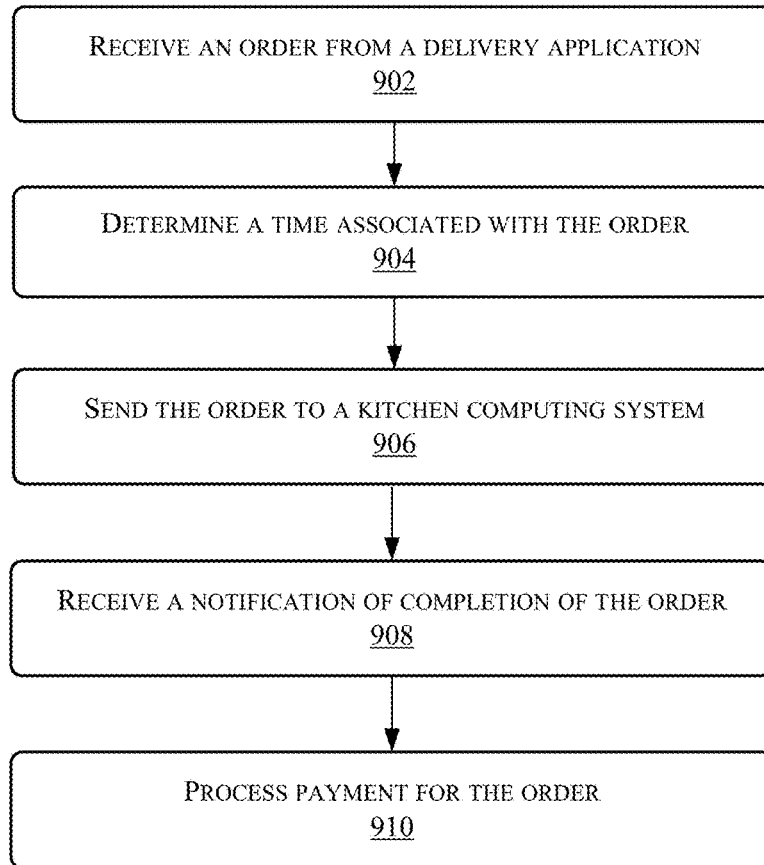 RECEIVE AN ORDER FROM A DELIVERY APPLICATION
902
DETERMINE A TIME ASSOCIATED WITH THE ORDER
904
SEND THE ORDER TO A KITCHEN COMPUTING SYSTEM
906
RECEIVE A NOTIFICATION OF COMPLETION OF THE ORDER
908
PROCESS PAYMENT FOR THE ORDER
910